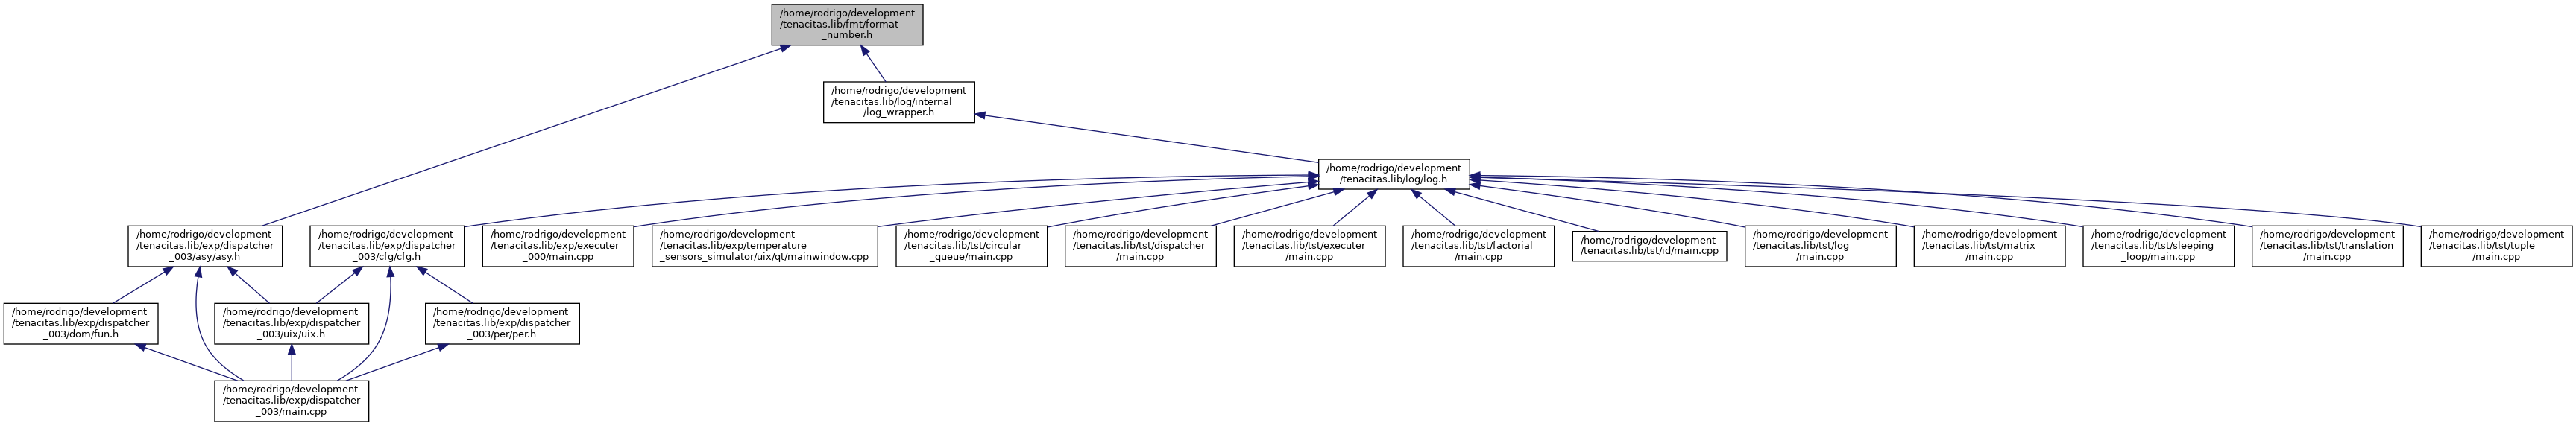 /home/rodrigo/development
/tenacitas.lib/fmt/format
_number.h
/home/rodrigo/development
/tenacitas.lib/log/internal
/log_wrapper.h
/home/rodrigo/development
/tenacitas.lib/log/log.h
/home/rodrigo/development
/tenacitas.lib/exp/dispatcher
_003/asy/asy.h
/home/rodrigo/development
/tenacitas.lib/exp/dispatcher
_003/cfg/cfg.h
/home/rodrigo/development
/tenacitas.lib/exp/executer
_000/main.cpp
/home/rodrigo/development
/tenacitas.lib/exp/temperature
_sensors_simulator/uix/qt/mainwindow.cpp
/home/rodrigo/development
/tenacitas.lib/tst/circular
_queue/main.cpp
/home/rodrigo/development
/tenacitas.lib/tst/dispatcher
/main.cpp
/home/rodrigo/development
/tenacitas.lib/tst/executer
/main.cpp
/home/rodrigo/development
/tenacitas.lib/tst/factorial
/main.cpp
/home/rodrigo/development
/tenacitas.lib/tst/id/main.cpp
/home/rodrigo/development
/tenacitas.lib/tst/log
/main.cpp
/home/rodrigo/development
/tenacitas.lib/tst/matrix
/main.cpp
/home/rodrigo/development
/tenacitas.lib/tst/sleeping
_loop/main.cpp
/home/rodrigo/development
/tenacitas.lib/tst/translation
/main.cpp
/home/rodrigo/development
/tenacitas.lib/tst/tuple
/main.cpp
/home/rodrigo/development
/tenacitas.lib/exp/dispatcher
_003/dom/fun.h
/home/rodrigo/development
/tenacitas.lib/exp/dispatcher
_003/uix/uix.h
/home/rodrigo/development
/tenacitas.lib/exp/dispatcher
_003/per/per.h
/home/rodrigo/development
/tenacitas.lib/exp/dispatcher
_003/main.cpp